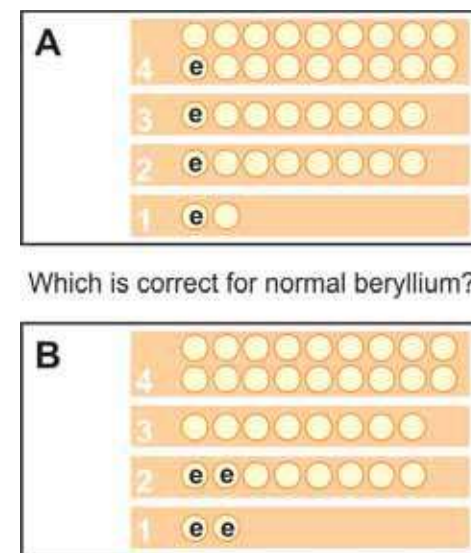 A
4 e
3 e
2 e
1 e
Which is correct for normal beryllium?
B
4
3
2 e e
1 e e